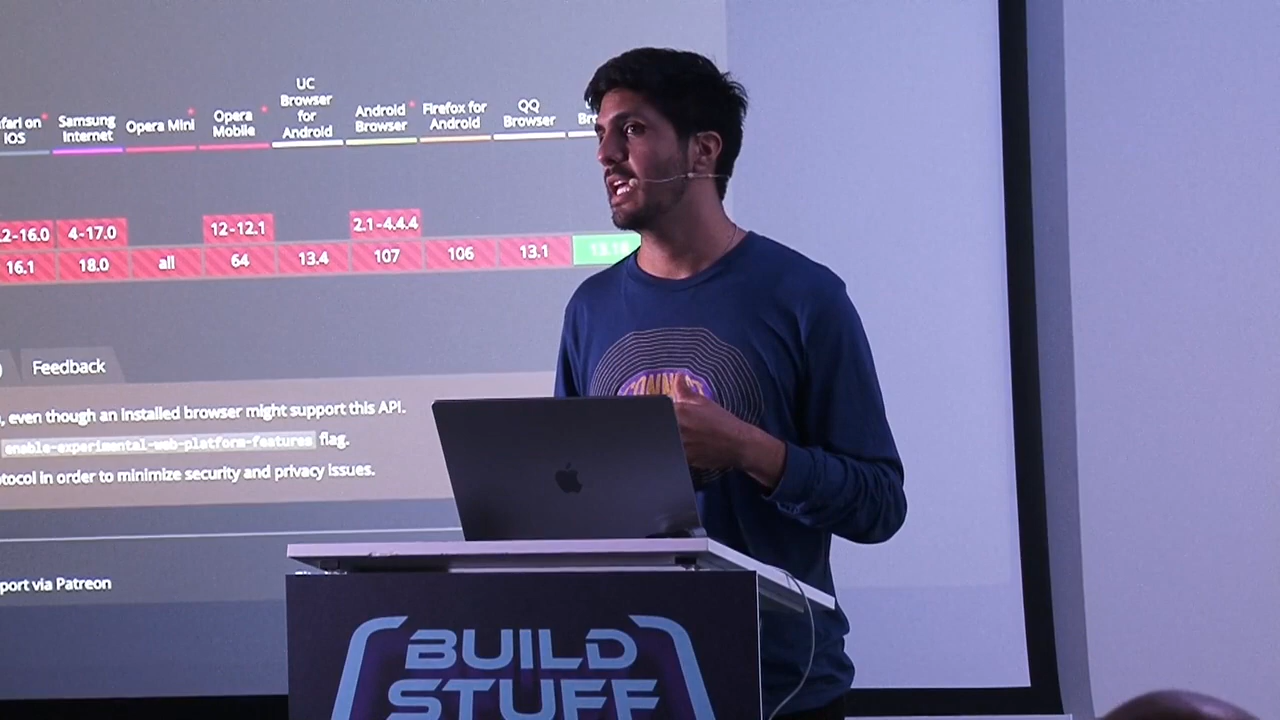 fari on
iOS
Samsung
Internet
Opera Mini
Opera
Mobile
UC
Browser
for
Android
Android
Browser
Firefox for
Android
QQ
Browser
.2-16.0 4-17.0 12-12.1 2.1-4.4.4
16.1 18.0 all 64 13.4 107 106 13.1
Feedback
, even though an installed browser might support this API.
enable-experimental-web-platform-features flag.
otocol in order to minimize security and privacy issues.
port via Patreon
BUILD
STUFF